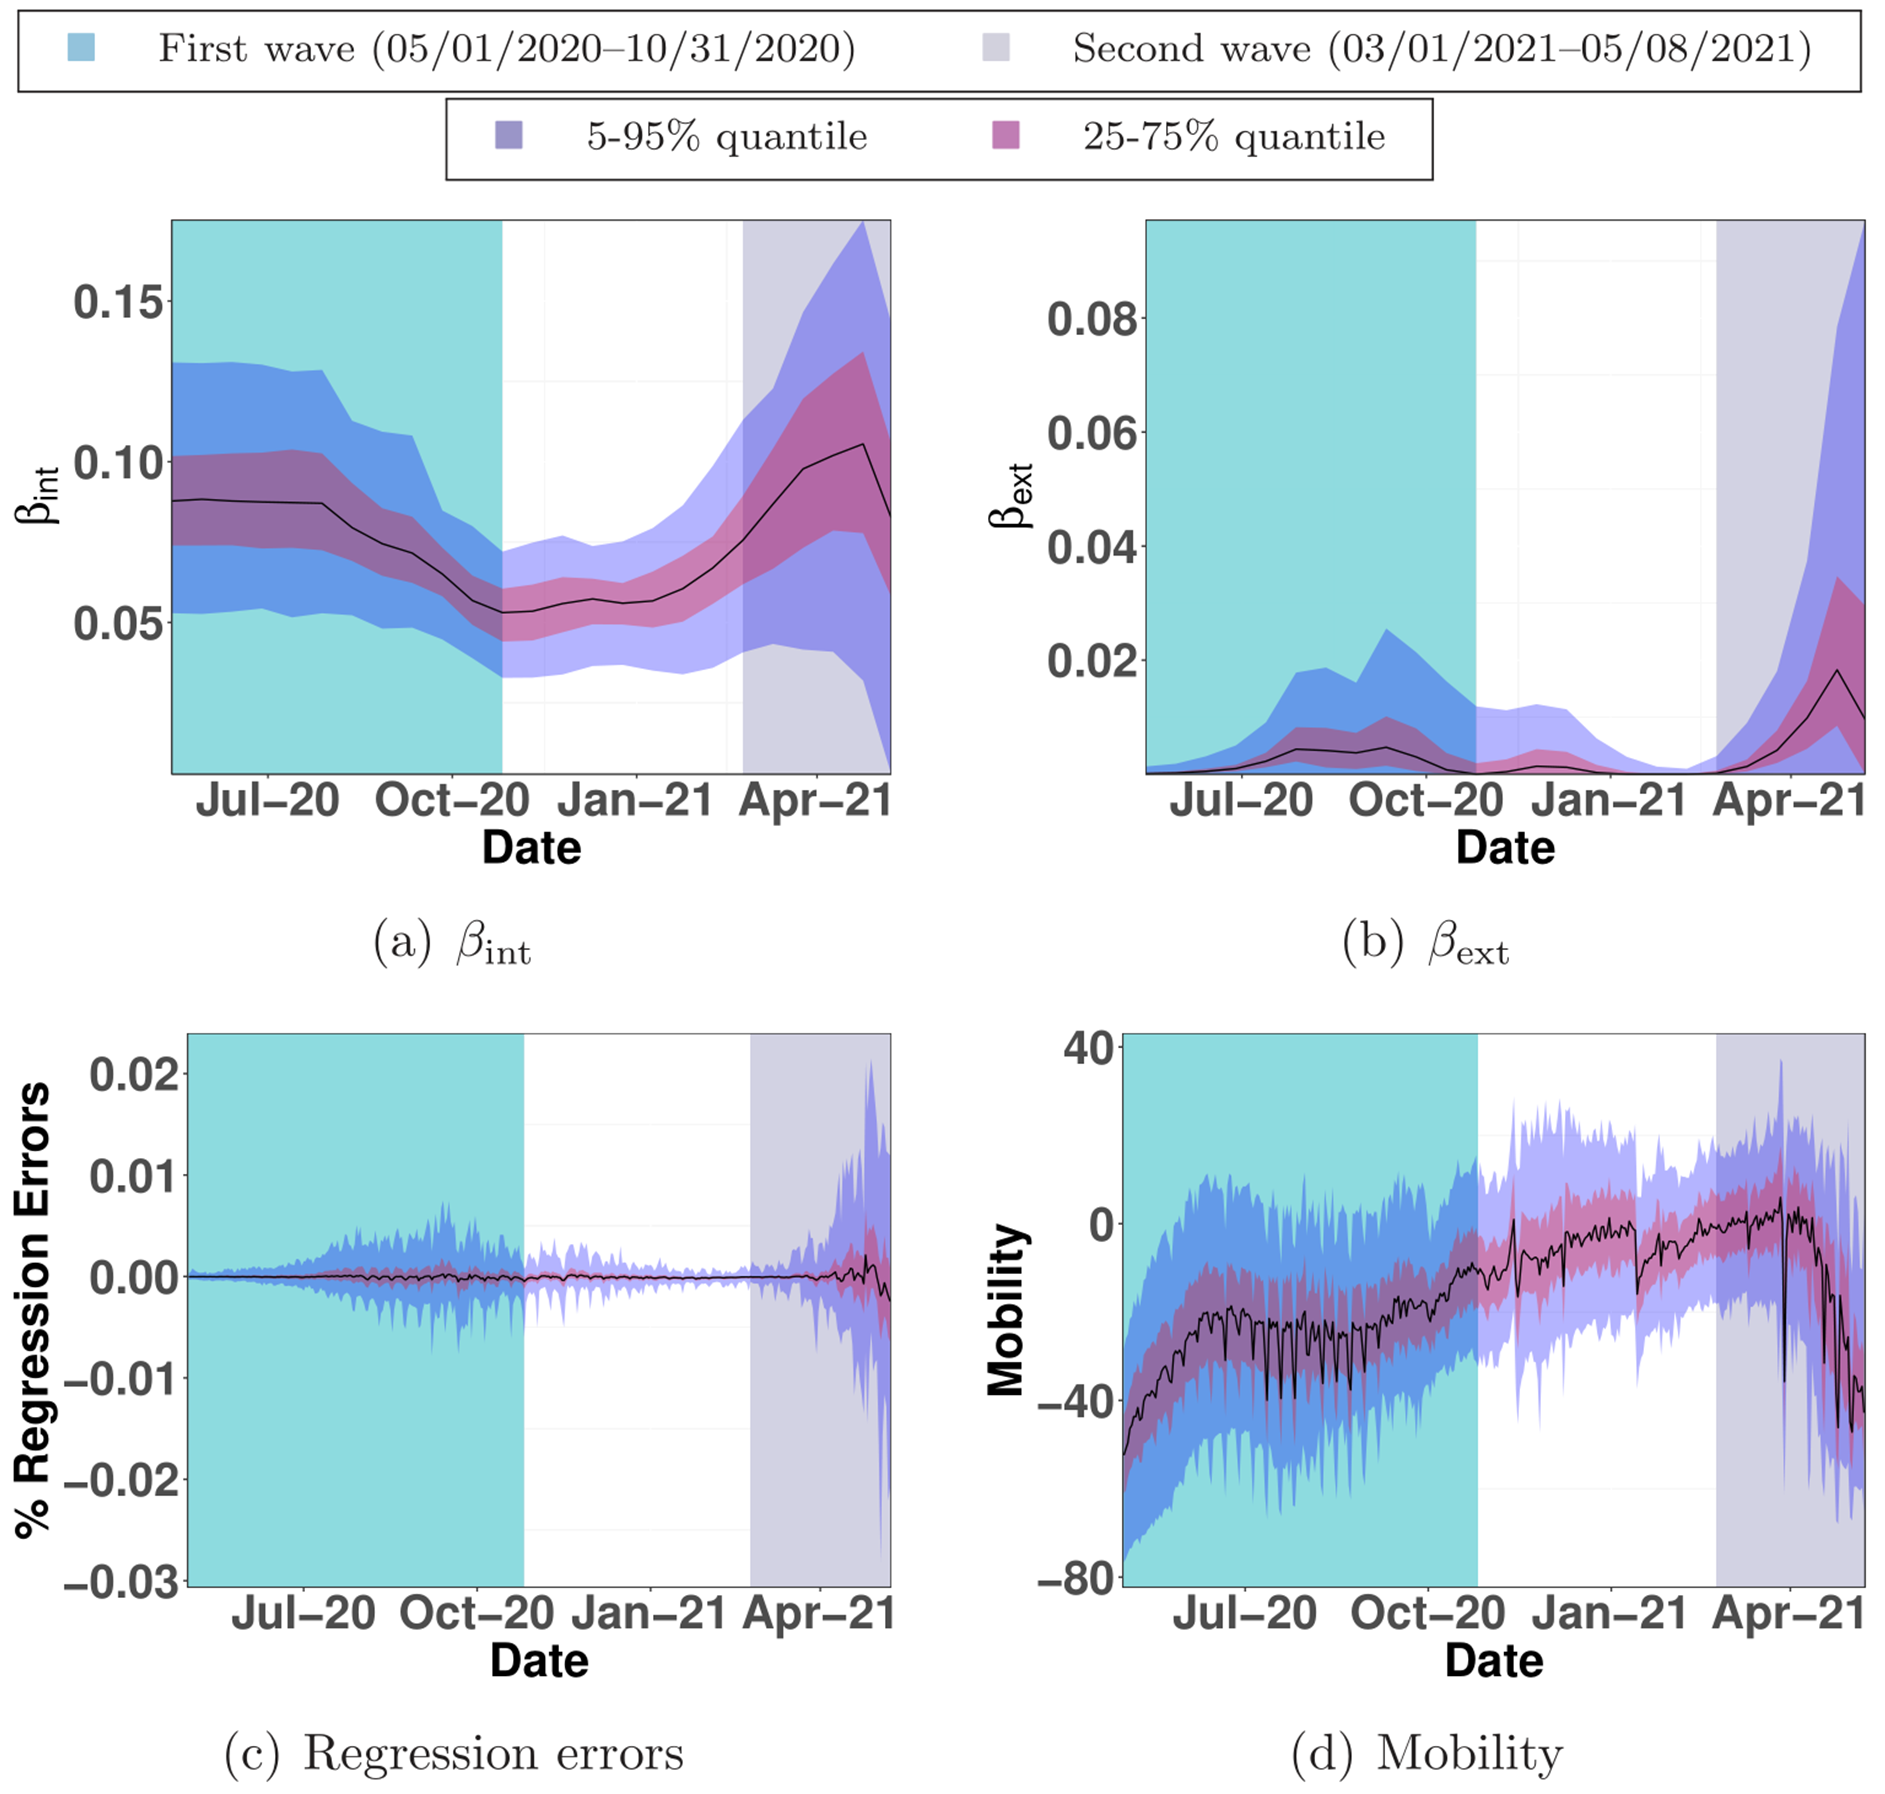 First wave (05/01/2020–10/31/2020) Second wave (03/01/2021–05/08/2021)
5-95% quantile 25-75% quantile
0.15
0.10
0.05
βint
Jul–20 Oct–20 Jan–21 Apr–21
Date
(a) βint
0.08
0.06
0.04
0.02
βext
Jul–20 Oct–20 Jan–21 Apr–21
Date
(b) βext
0.02
0.01
0.00
−0.01
−0.02
−0.03
% Regression Errors
Jul–20 Oct–20 Jan–21 Apr–21
Date
(c) Regression errors
40
0
−40
−80
Mobility
Jul–20 Oct–20 Jan–21 Apr–21
Date
(d) Mobility